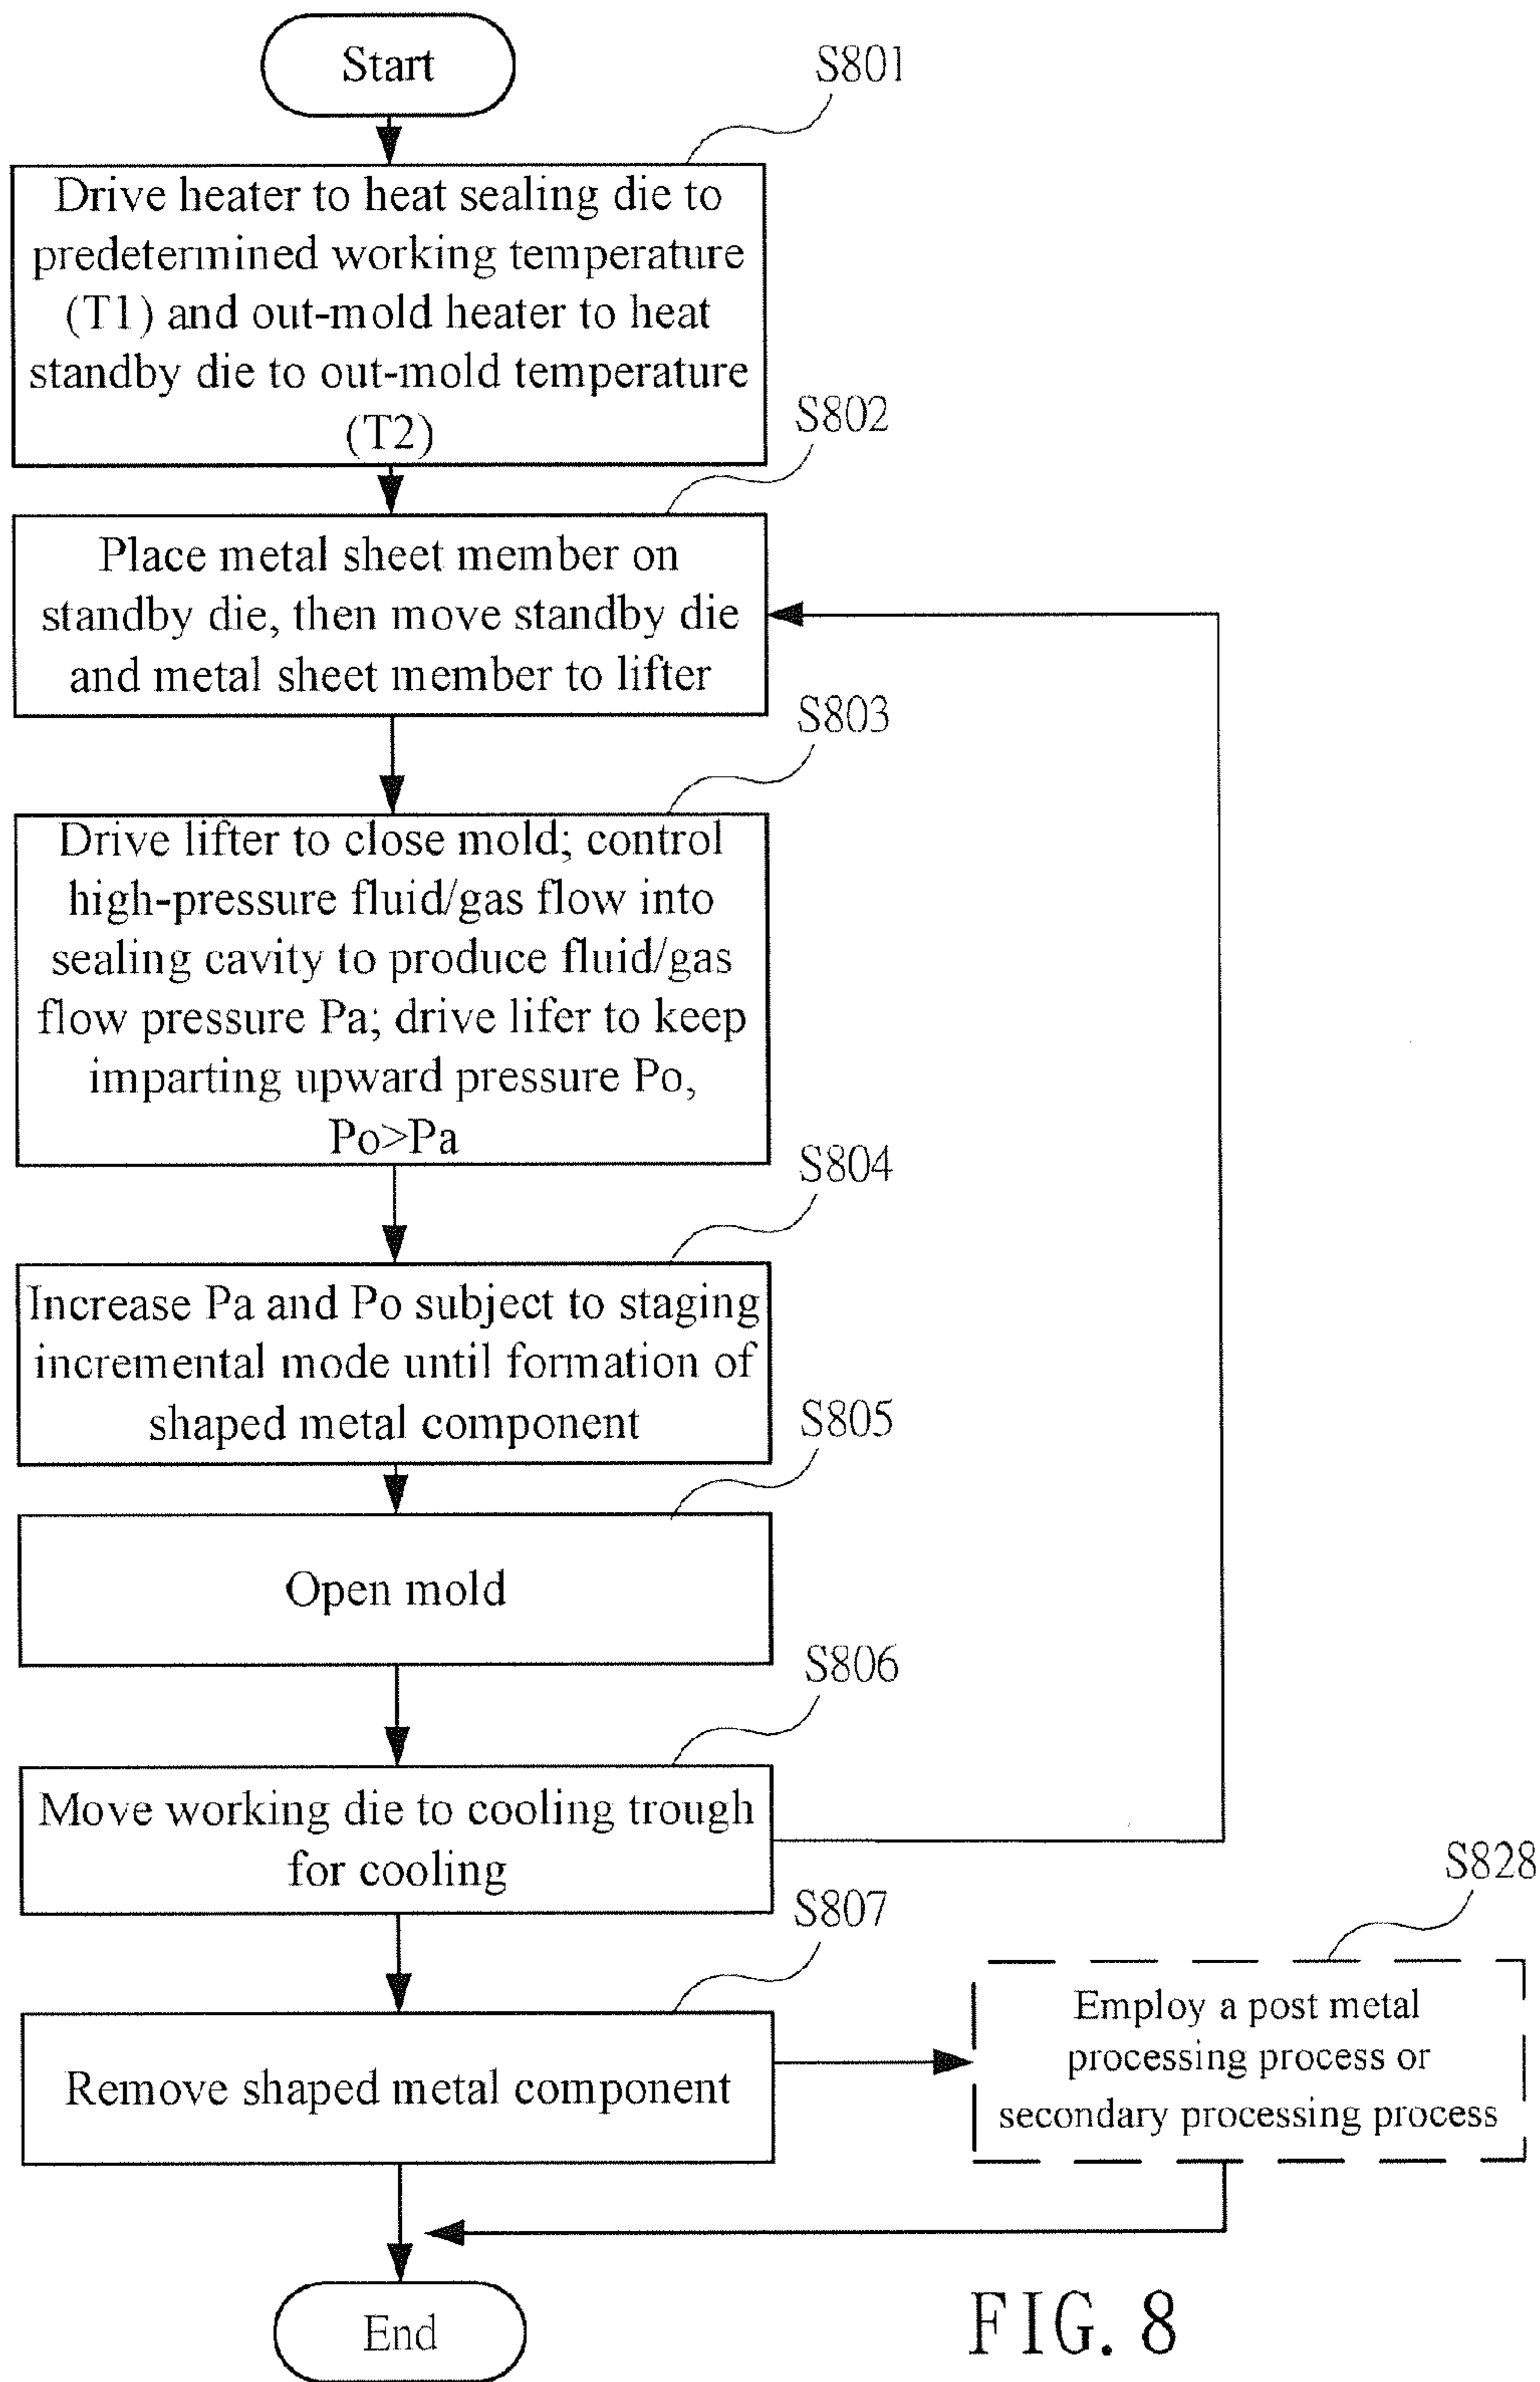 Start
S801
Drive heater to heat sealing die to
predetermined working temperature
(T1) and out-mold heater to heat
standby die to out-mold temperature
(T2)
S802
Place metal sheet member on
standby die, then move standby die
and metal sheet member to lifter
S803
Drive lifter to close mold; control
high-pressure fluid/gas flow into
sealing cavity to produce fluid/gas
flow pressure Pa; drive lifer to keep
imparting upward pressure Po,
Po>Pa
S804
Increase Pa and Po subject to staging
incremental mode until formation of
shaped metal component
S805
Open mold
S806
Move working die to cooling trough
for cooling
S807
Remove shaped metal component
S828
Employ a post metal
processing process or
secondary processing process
End
FIG. 8